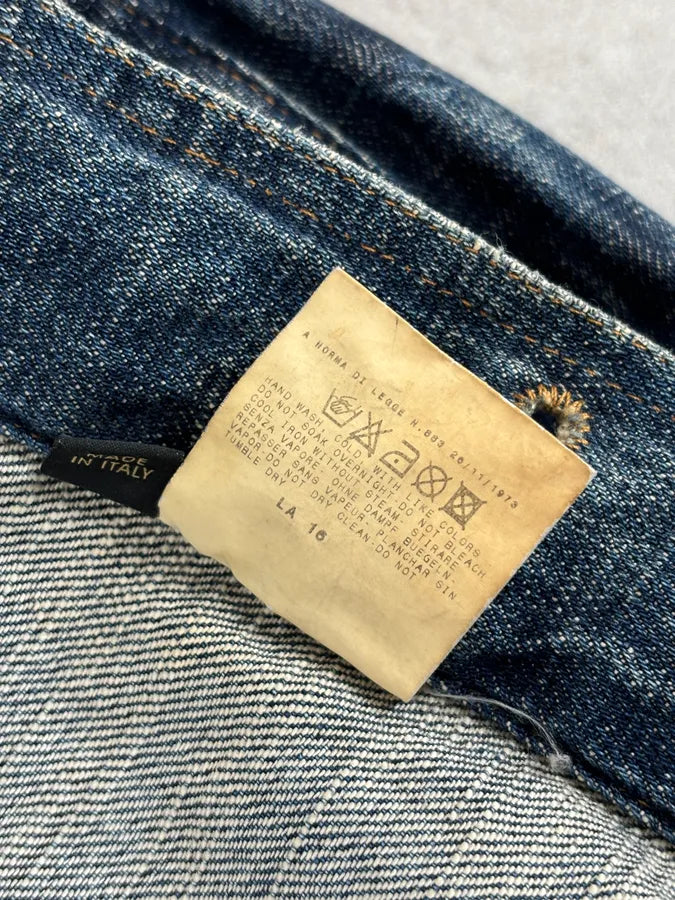 MADE
IN ITALY
A NORMA DI LEGGE N.883 26/11/1973
HAND WASH COLD WITH LIKE COLORS
DO NOT SOAK OVERNIGHT.DO NOT BLEACH
COOL IRON WITHOUT STEAM- STIRARE
SENZA VAPORE. OHNE DAMPF BUEGELN.
REPASSER SANS VAPEUR PLANCHAR SIN
VAPOR.DO NOT DRY CLEAN.DO NOT
TUMBLE DRY
LA 16